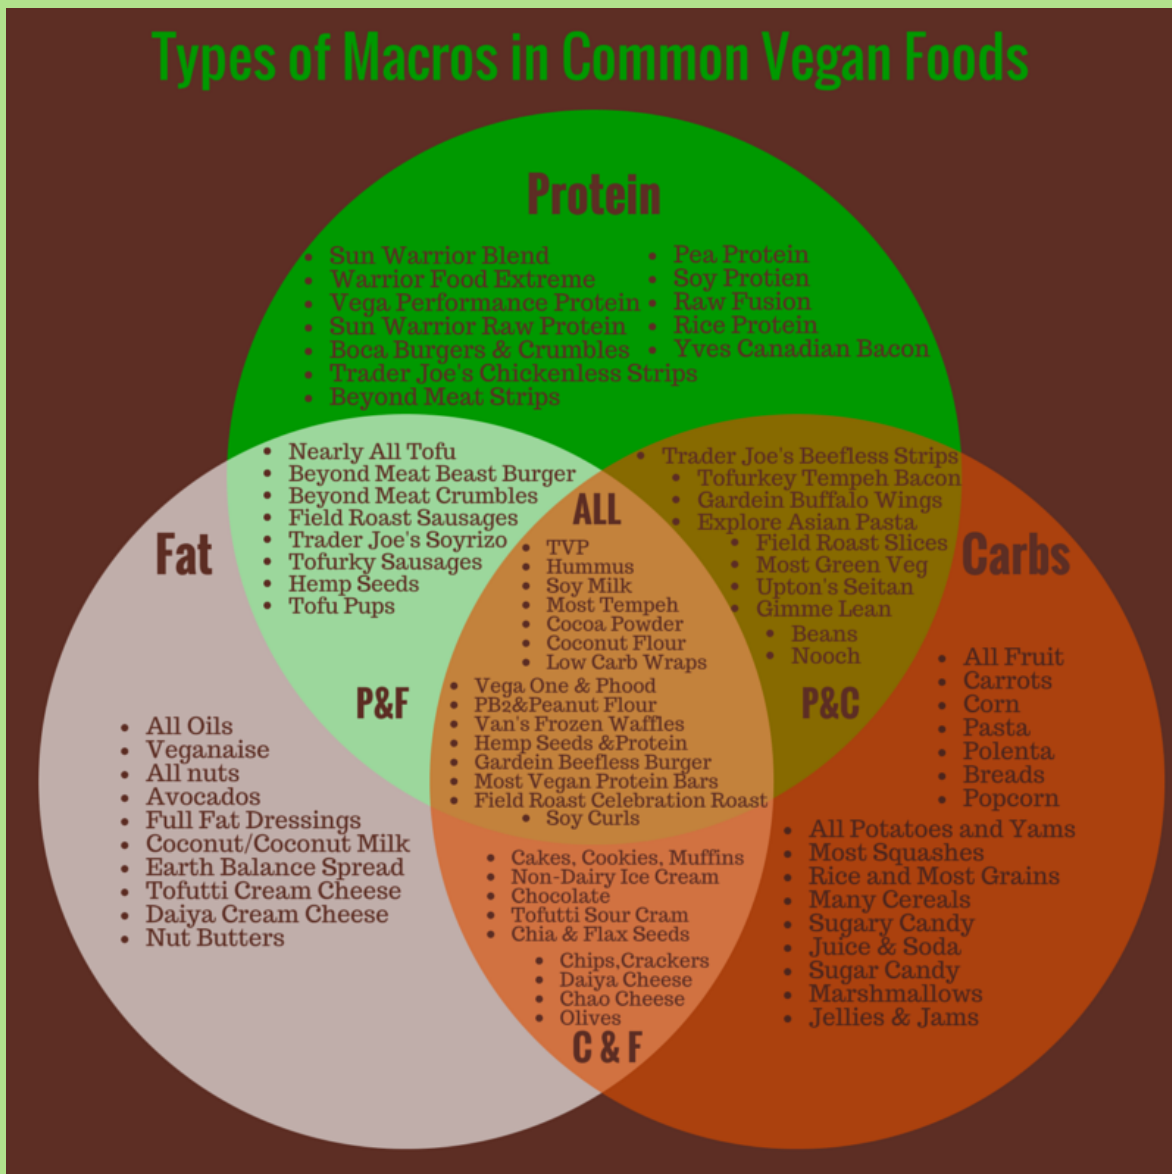 Types of Macros in Common Vegan Foods
Protein
• Sun Warrior Blend
• Warrior Food Extreme
• Vega Performance Protein
• Sun Warrior Raw Protein
• Boca Burgers & Crumbles
• Trader Joe's Chickenless Strips
• Beyond Meat Strips
• Pea Protein
• Soy Protien
• Raw Fusion
• Rice Protein
• Yves Canadian Bacon
• Nearly All Tofu
• Beyond Meat Beast Burger
• Beyond Meat Crumbles
• Field Roast Sausages
• Trader Joe's Soyrizo
• Tofurky Sausages
• Hemp Seeds
• Tofu Pups
P&F
ALL
• TVP
• Hummus
• Soy Milk
• Most Tempeh
• Cocoa Powder
• Coconut Flour
• Low Carb Wraps
• Vega One & Phood
• PB2&Peanut Flour
• Van's Frozen Waffles
• Hemp Seeds &Protein
• Gardein Beefless Burger
• Most Vegan Protein Bars
• Field Roast Celebration Roast
• Soy Curls
• Trader Joe's Beefless Strips
• Tofurkey Tempeh Bacon
• Gardein Buffalo Wings
• Explore Asian Pasta
• Field Roast Slices
• Most Green Veg
• Upton's Seitan
• Gimme Lean
• Beans
• Nooch
P&C
Fat
• All Oils
• Veganaise
• All nuts
• Avocados
• Full Fat Dressings
• Coconut/Coconut Milk
• Earth Balance Spread
• Tofutti Cream Cheese
• Daiya Cream Cheese
• Nut Butters
• Cakes, Cookies, Muffins
• Non-Dairy Ice Cream
• Chocolate
• Tofutti Sour Cram
• Chia & Flax Seeds
• Chips,Crackers
• Daiya Cheese
• Chao Cheese
• Olives
C & F
Carbs
• All Fruit
• Carrots
• Corn
• Pasta
• Polenta
• Breads
• Popcorn
• All Potatoes and Yams
• Most Squashes
• Rice and Most Grains
• Many Cereals
• Sugary Candy
• Juice & Soda
• Sugar Candy
• Marshmallows
• Jellies & Jams